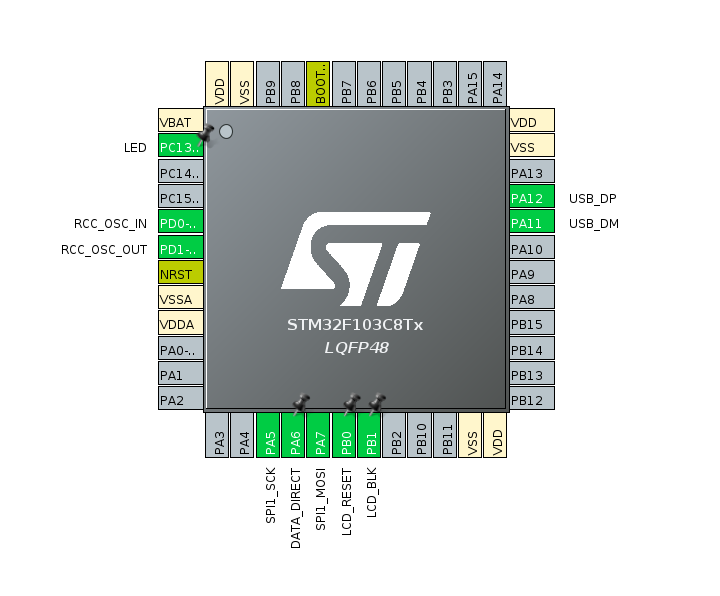 VDD
VSS
PB9
PB8
BOOT..
PB7
PB6
PB5
PB4
PB3
PA15
PA14
VBAT
LED PC13..
PC14..
PC15..
RCC_OSC_IN PD0-..
RCC_OSC_OUT PD1-..
NRST
VSSA
VDDA
PA0-..
PA1
PA2
VDD
VSS
PA13
PA12 USB_DP
PA11 USB_DM
PA10
PA9
PA8
PB15
PB14
PB13
PB12
ST
STM32F103C8Tx
LQFP48
PA3
PA4
PA5
PA6
PA7
PB0
PB1
PB2
PB10
PB11
VSS
VDD
SPI1_SCK
DATA_DIRECT
SPI1_MOSI
LCD_RESET
LCD_BLK